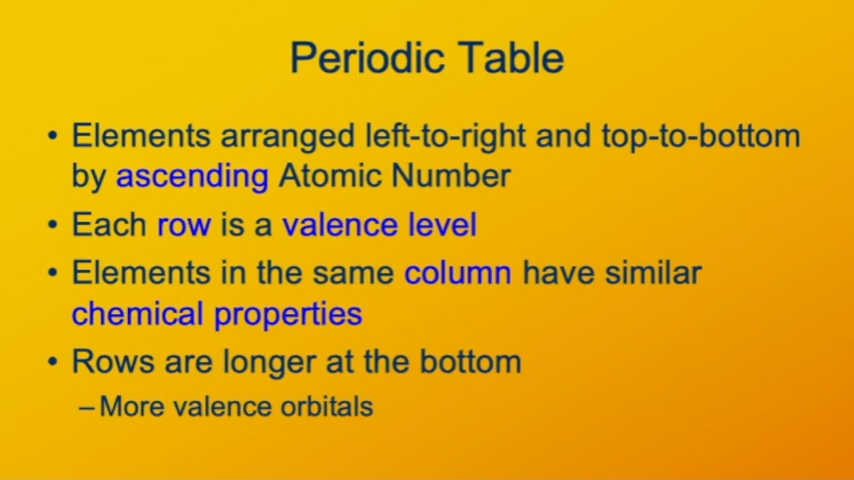 Periodic Table
• Elements arranged left-to-right and top-to-bottom
by ascending Atomic Number
• Each row is a valence level
• Elements in the same column have similar
chemical properties
• Rows are longer at the bottom
– More valence orbitals